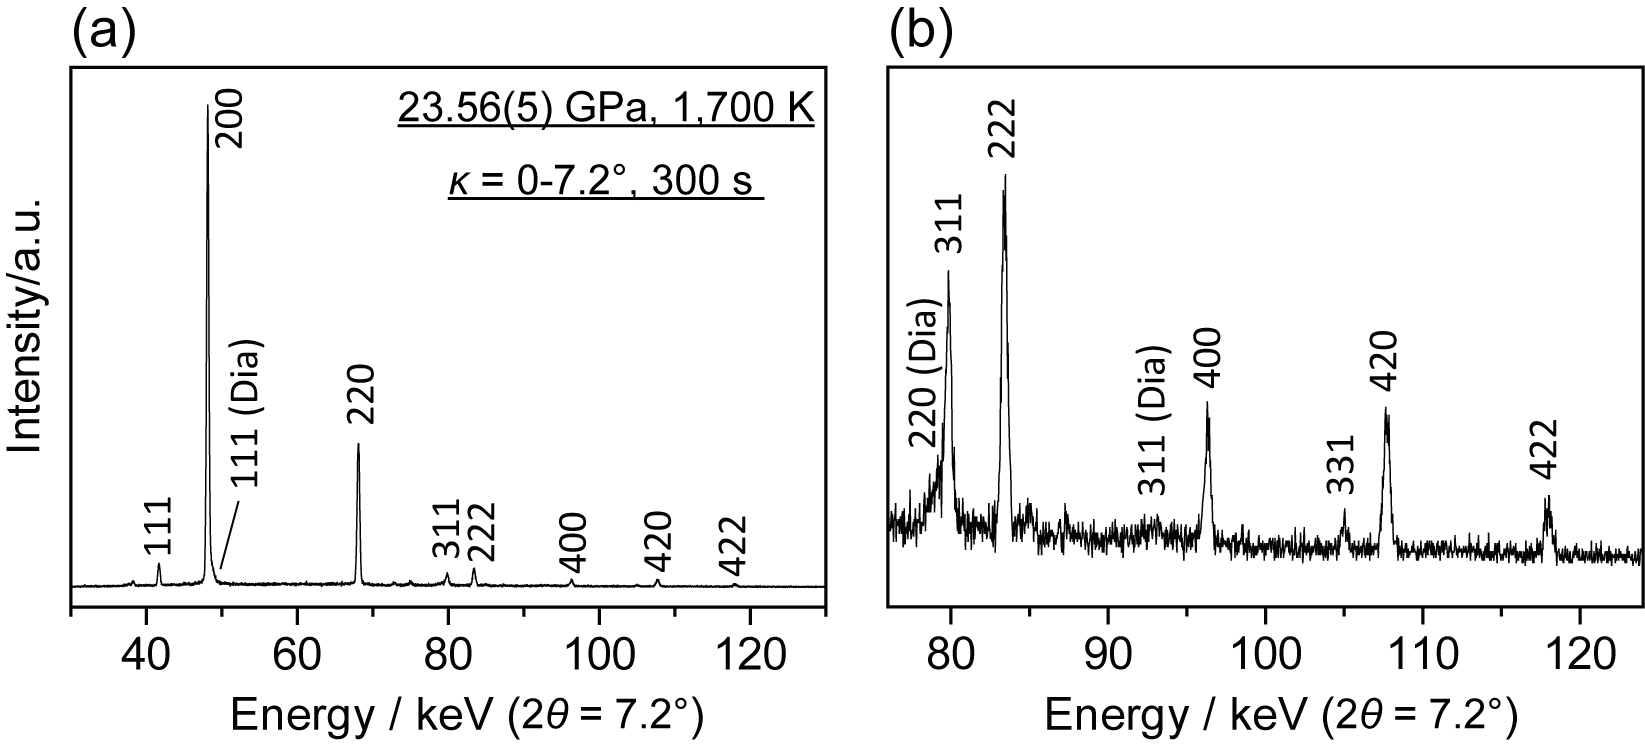 (a)
23.56(5) GPa, 1,700 K
κ = 0-7.2°, 300 s
111
200
111 (Dia)
220
311
222
400
420
422
40
60
80
100
120
Energy / keV (2θ = 7.2°)
Intensity/a.u.
(b)
220 (Dia)
311
222
311 (Dia)
400
331
420
422
80
90
100
110
120
Energy / keV (2θ = 7.2°)